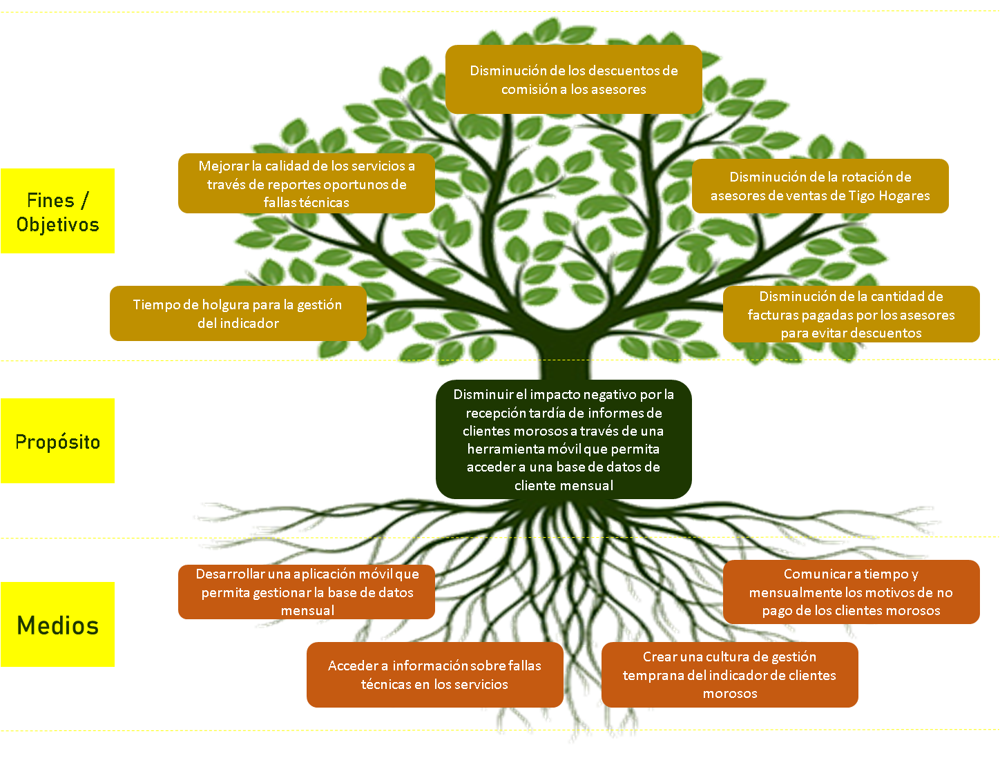 Disminución de los descuentos de
comisión a los asesores
Mejorar la calidad de los servicios a
través de reportes oportunos de
fallas técnicas
Disminución de la rotación de
asesores de ventas de Tigo Hogares
Fines /
Objetivos
Tiempo de holgura para la gestión
del indicador
Disminución de la cantidad de
facturas pagadas por los asesores
para evitar descuentos
Propósito
Disminuir el impacto negativo por la
recepción tardía de informes de
clientes morosos a través de una
herramienta móvil que permita
acceder a una base de datos de
cliente mensual
Medios
Desarrollar una aplicación móvil que
permita gestionar la base de datos
mensual
Comunicar a tiempo y
mensualmente los motivos de no
pago de los clientes morosos
Acceder a información sobre fallas
técnicas en los servicios
Crear una cultura de gestión
temprana del indicador de clientes
morosos